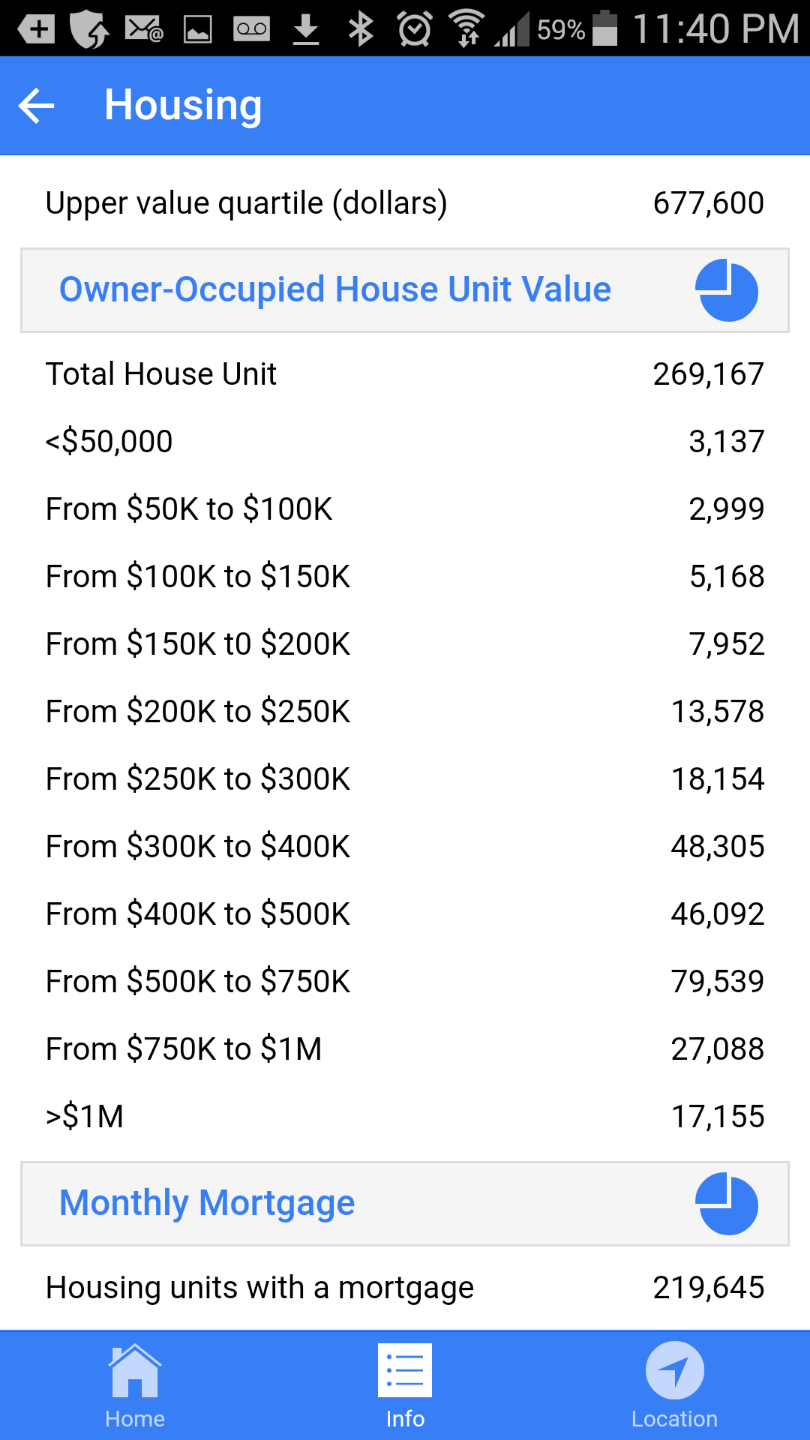 59% 11:40 PM
Housing
Upper value quartile (dollars) 677,600
Owner-Occupied House Unit Value
Total House Unit 269,167
<$50,000 3,137
From $50K to $100K 2,999
From $100K to $150K 5,168
From $150K t0 $200K 7,952
From $200K to $250K 13,578
From $250K to $300K 18,154
From $300K to $400K 48,305
From $400K to $500K 46,092
From $500K to $750K 79,539
From $750K to $1M 27,088
>$1M 17,155
Monthly Mortgage
Housing units with a mortgage 219,645
Home Info Location